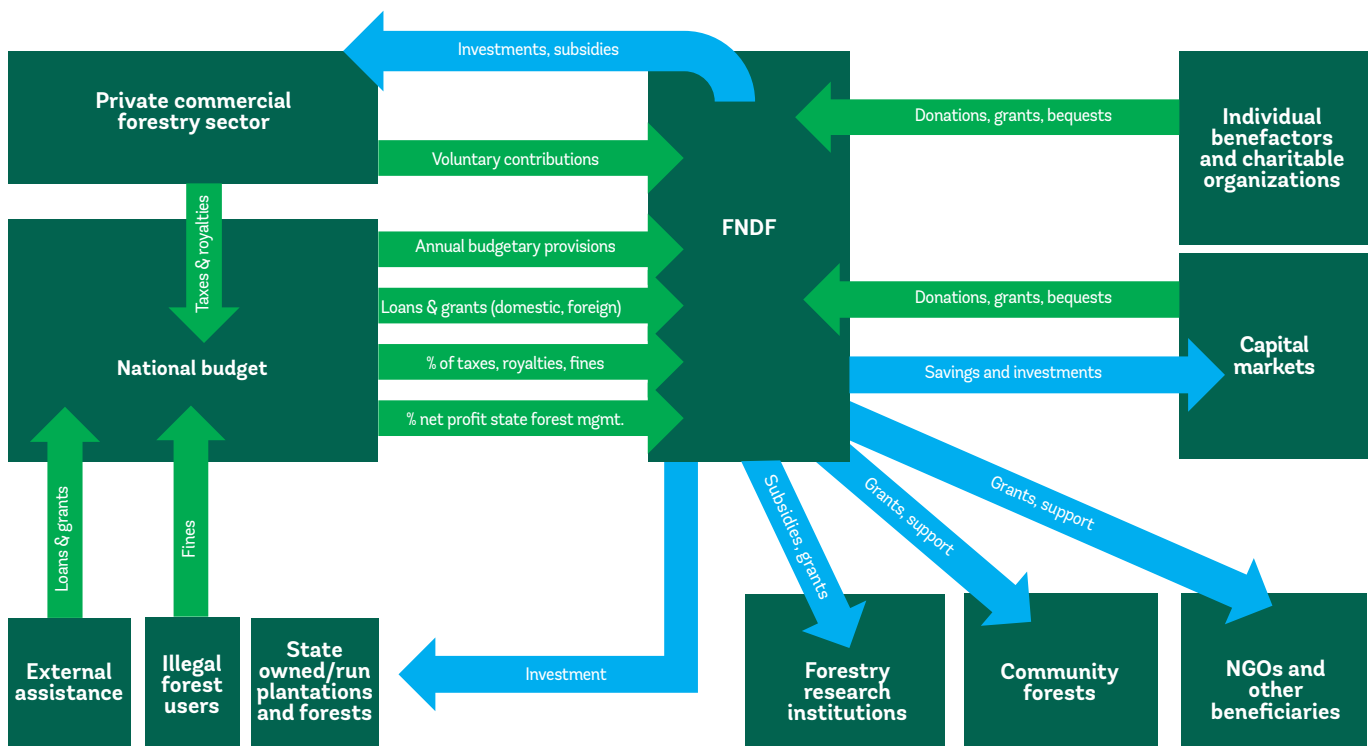 Investments, subsidies
Private commercial
forestry sector
Donations, grants, bequests
Individual
benefactors
and charitable
organizations
Voluntary contributions
FNDF
Taxes & royalties
Annual budgetary provisions
Loans & grants (domestic, foreign)
Donations, grants, bequests
National budget
% of taxes, royalties, fines
Savings and investments
Capital
markets
% net profit state forest mgmt.
Loans & grants
Fines
Subsidies, grants
Grants, support
Grants, support
External
assistance
Illegal
forest
users
State
owned/run
plantations
and forests
Investment
Forestry
research
institutions
Community
forests
NGOs and
other
beneficiaries